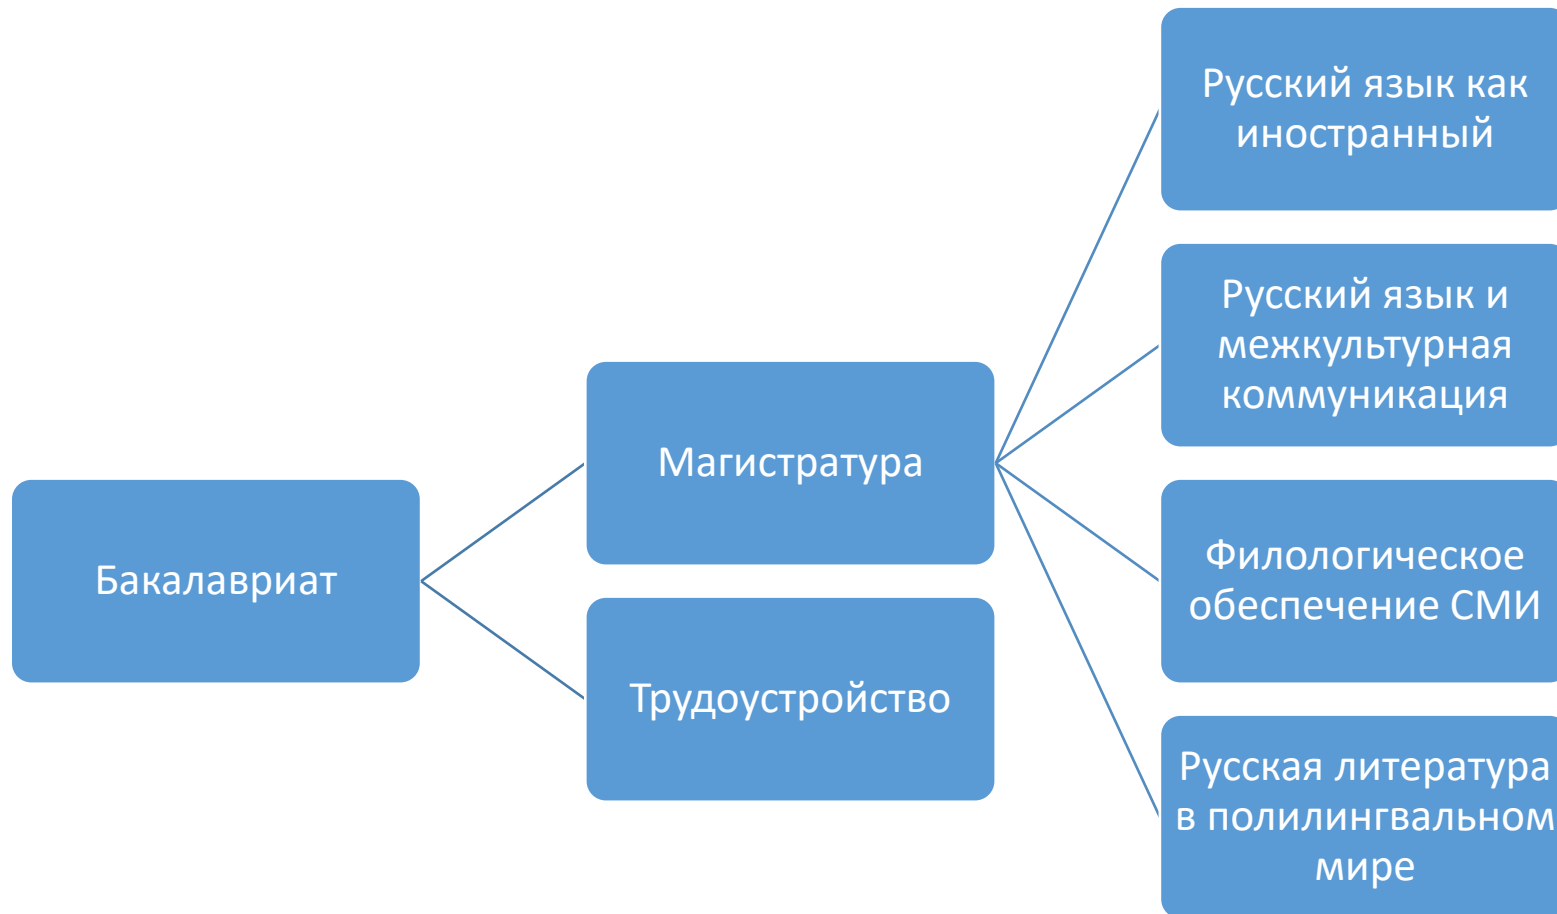 Бакалавриат
Магистратура
Трудоустройство
Русский язык как
иностранный
Русский язык и
межкультурная
коммуникация
Филологическое
обеспечение СМИ
Русская литература
в полилингвальном
мире